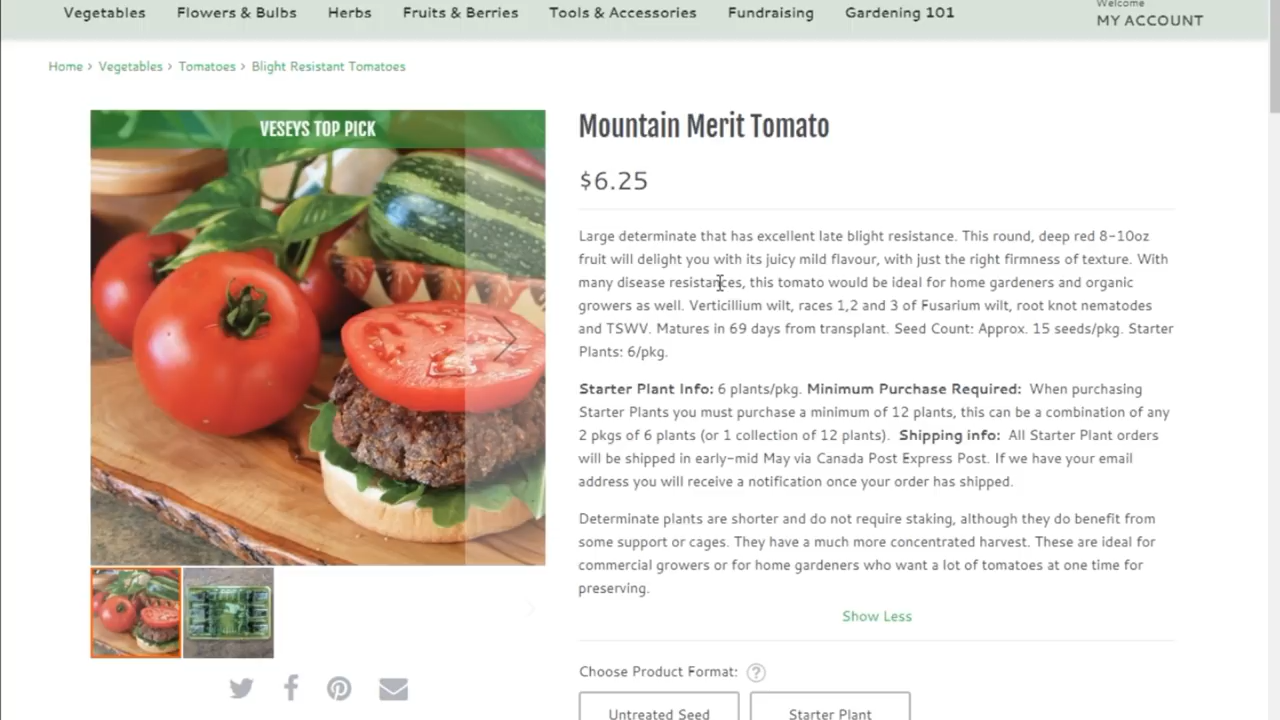 Vegetables Flowers & Bulbs Herbs Fruits & Berries Tools & Accessories Fundraising Gardening 101 Welcome
MY ACCOUNT
Home > Vegetables > Tomatoes > Blight Resistant Tomatoes
VESEYS TOP PICK
Mountain Merit Tomato
$6.25
Large determinate that has excellent late blight resistance. This round, deep red 8-10oz
fruit will delight you with its juicy mild flavour, with just the right firmness of texture. With
many disease resistances, this tomato would be ideal for home gardeners and organic
growers as well. Verticillium wilt, races 1,2 and 3 of Fusarium wilt, root knot nematodes
and TSWV. Matures in 69 days from transplant. Seed Count: Approx. 15 seeds/pkg. Starter
Plants: 6/pkg.
Starter Plant Info: 6 plants/pkg. Minimum Purchase Required: When purchasing
Starter Plants you must purchase a minimum of 12 plants, this can be a combination of any
2 pkgs of 6 plants (or 1 collection of 12 plants). Shipping info: All Starter Plant orders
will be shipped in early-mid May via Canada Post Express Post. If we have your email
address you will receive a notification once your order has shipped.
Determinate plants are shorter and do not require staking, although they do benefit from
some support or cages. They have a much more concentrated harvest. These are ideal for
commercial growers or for home gardeners who want a lot of tomatoes at one time for
preserving.
Show Less
Choose Product Format: ?
Untreated Seed Starter Plant